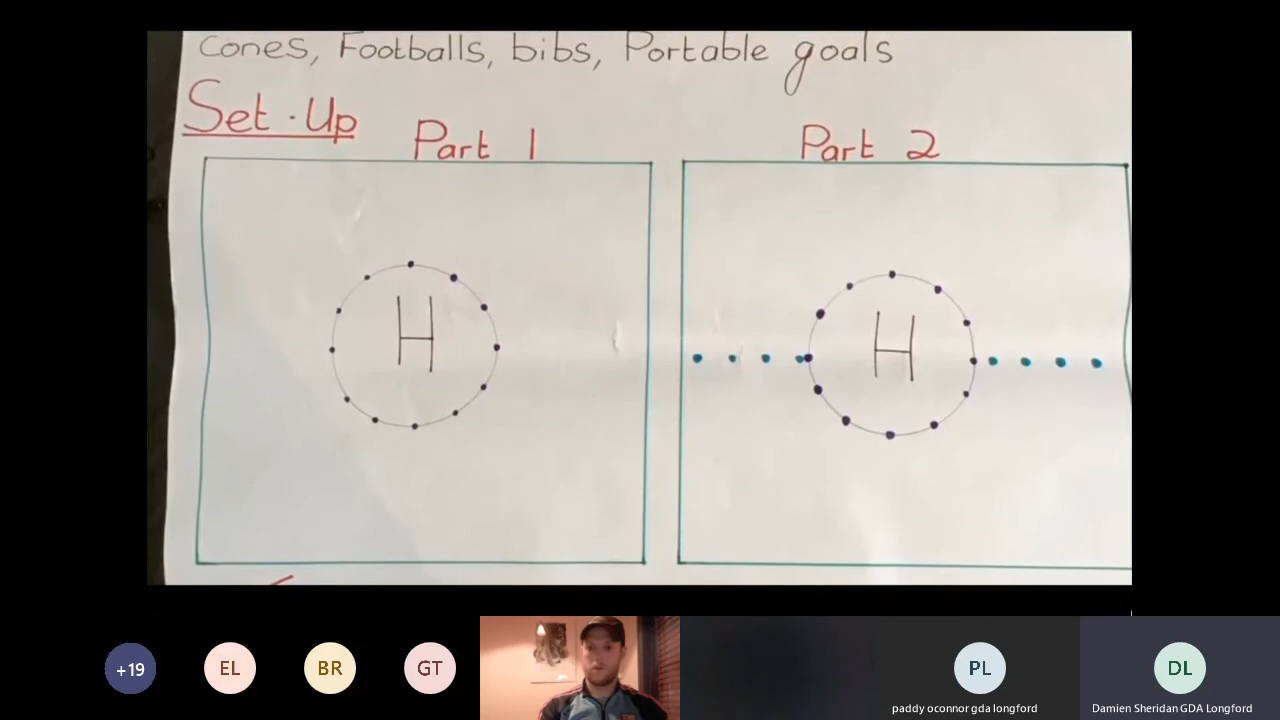 Cones, Footballs, bibs, Portable goals
Set-Up
Part 1
Part 2
H
H
+19
EL
BR
GT
PL
DL
paddy oconnor gda longford
Damien Sheridan GDA Longford